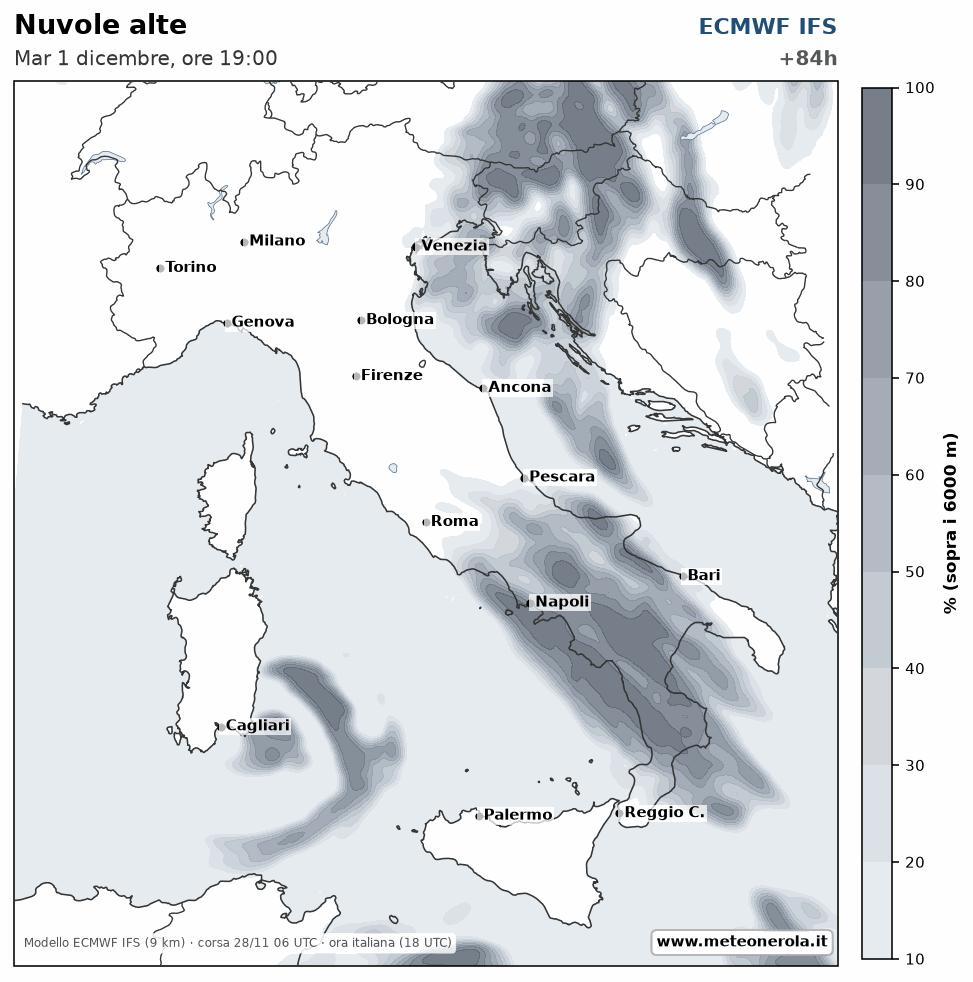 Nuvole alte
ECMWF IFS
Mar 1 dicembre, ore 19:00
+84h
100
90
80
70
60
50
40
30
20
10
% (sopra i 6000 m)
Venezia
Milano
Torino
Bologna
Genova
Firenze
Ancona
Pescara
Roma
Bari
Napoli
Cagliari
Reggio C.
Palermo
Modello ECMWF IFS (9 km) · corsa 28/11 06 UTC · ora italiana (18 UTC)
www.meteonerola.it